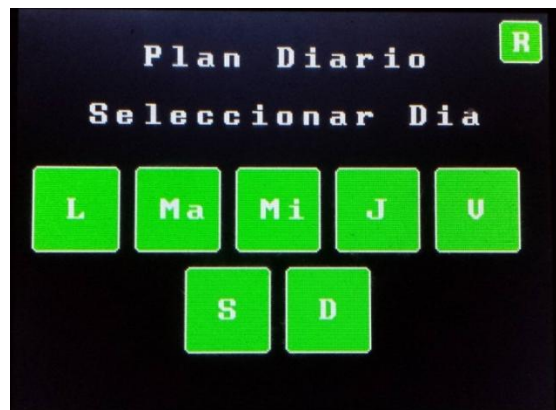 R
Plan Diario
Seleccionar Dia
L Ma Mi J V
S D